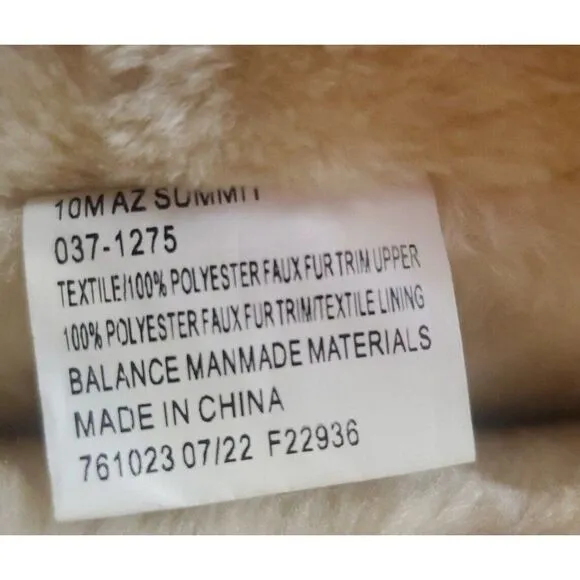 10M AZ SUMMIT
037-1275
TEXTILE/100% POLYESTER FAUX FUR TRIM UPPER
100% POLYESTER FAUX FUR TRIM/TEXTILE LINING
BALANCE MANMADE MATERIALS
MADE IN CHINA
761023 07/22 F22936